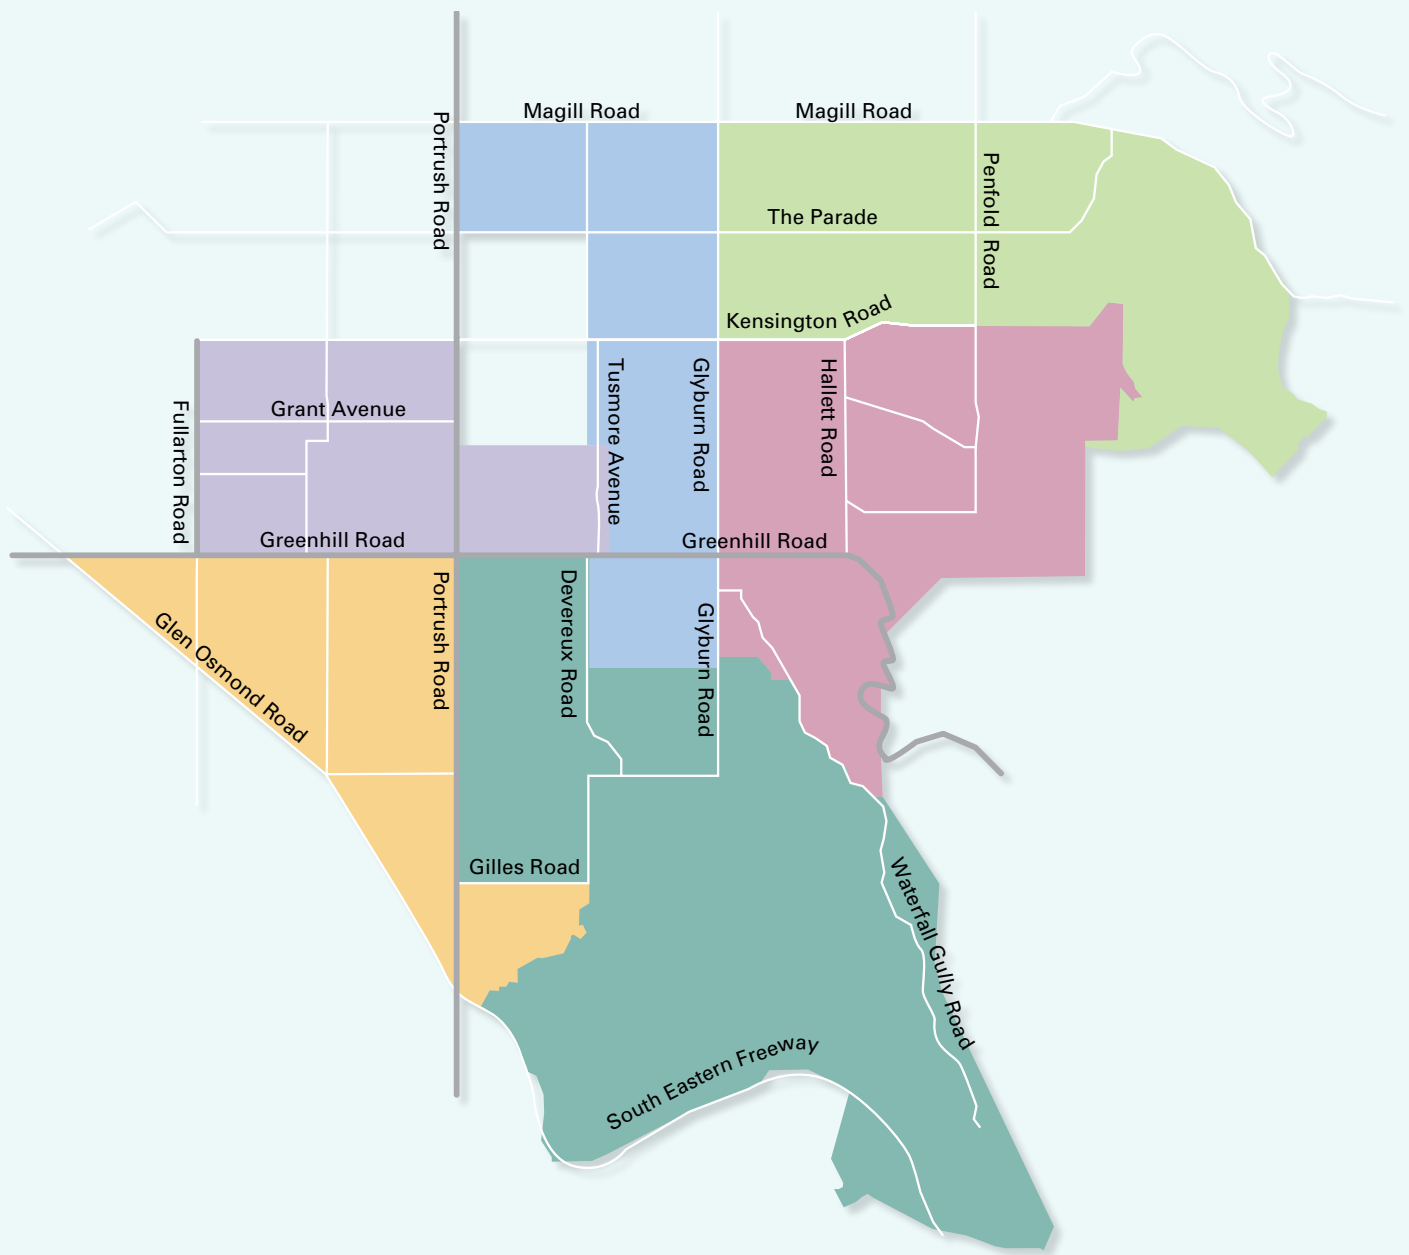 Magill Road
Magill Road
Portrush Road
Penfold Road
The Parade
Kensington Road
Tusmore Avenue
Glyburn Road
Hallett Road
Fullarton Road
Grant Avenue
Greenhill Road
Greenhill Road
Portrush Road
Devereux Road
Glyburn Road
Glen Osmond Road
Gilles Road
Waterfall Gully Road
South Eastern Freeway